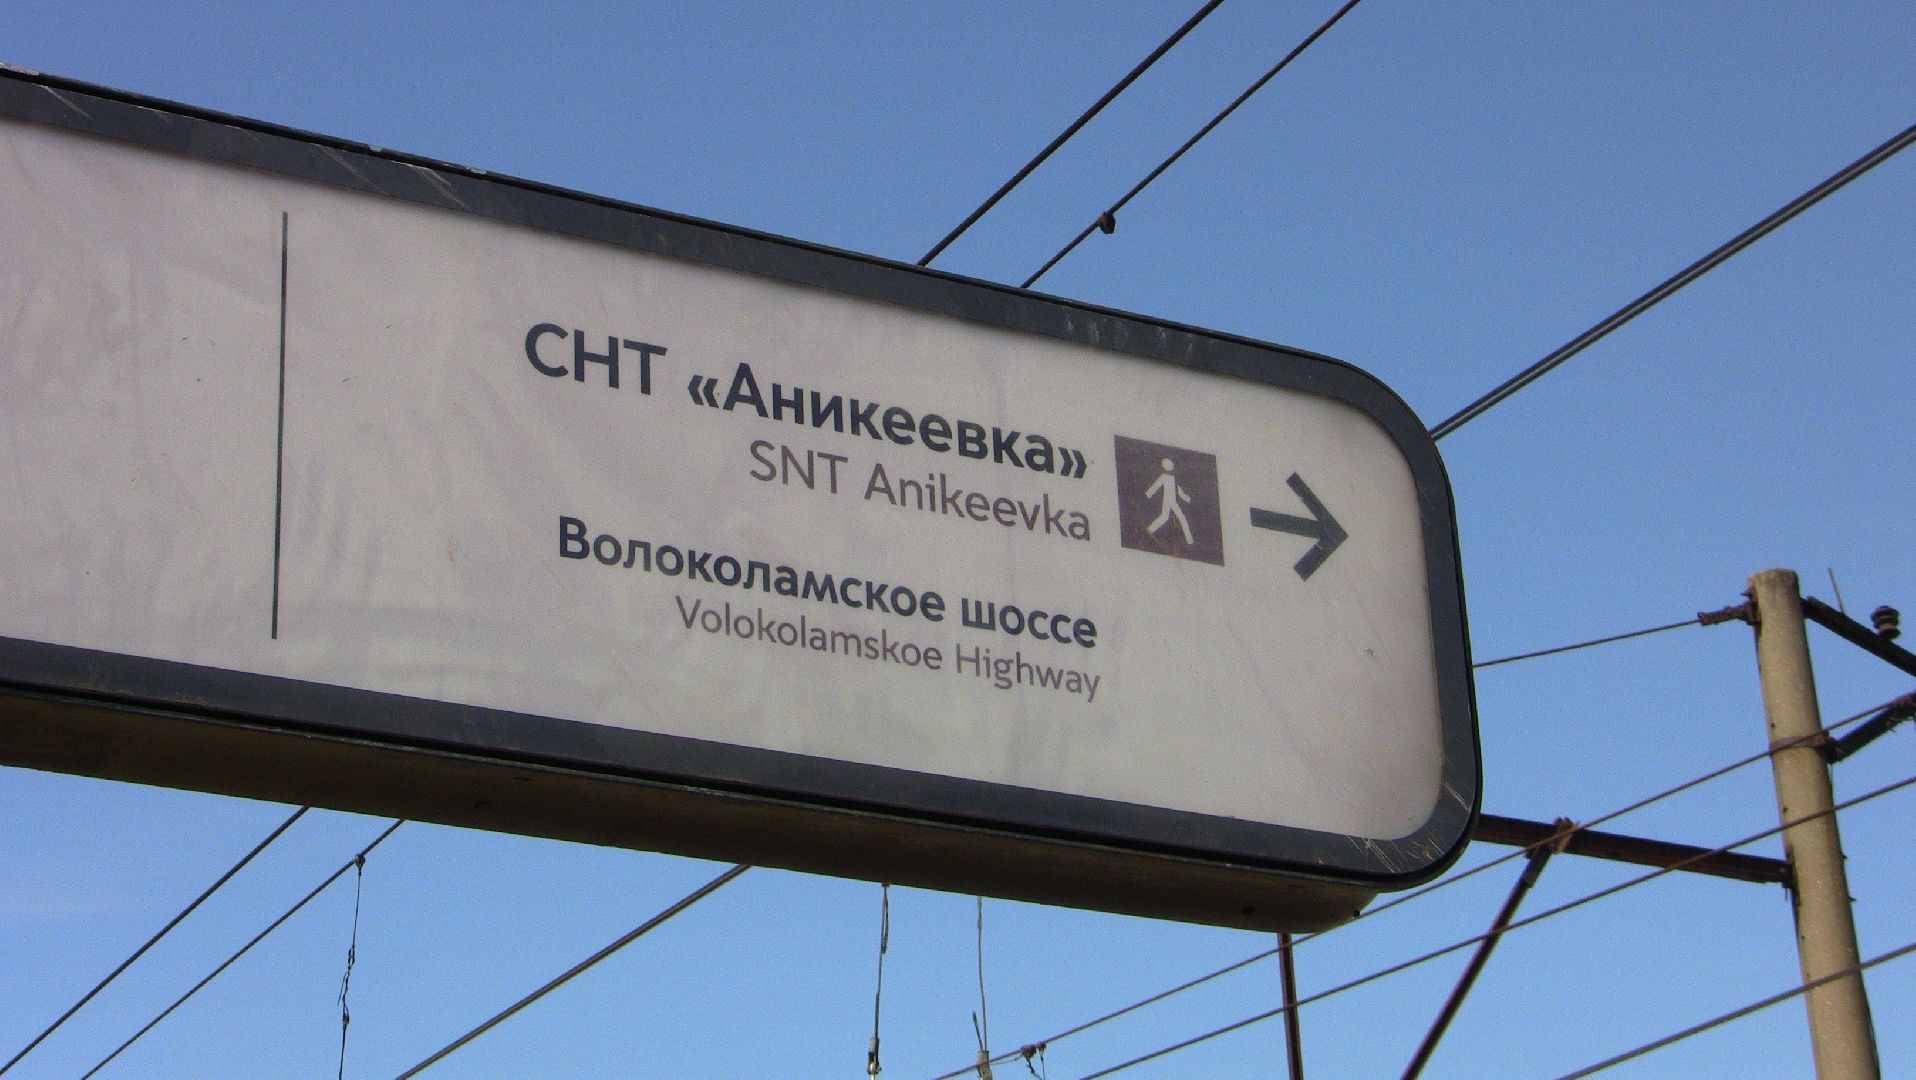 СНТ «Аникеевка»
SNT Anikeevka
Волоколамское шоссе
Volokolamskoe Highway